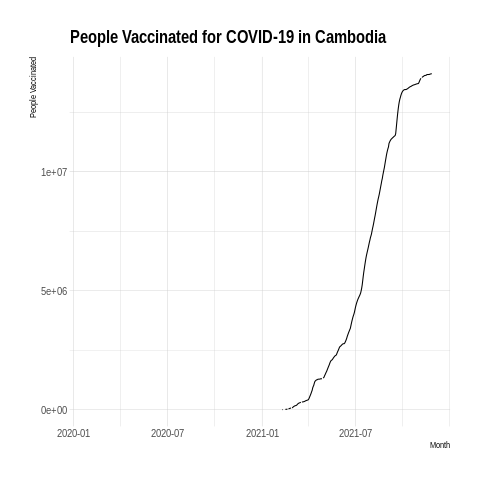 People Vaccinated for COVID-19 in Cambodia
People Vaccinated
1e+07
5e+06
0e+00
2020-01 2020-07 2021-01 2021-07
Month